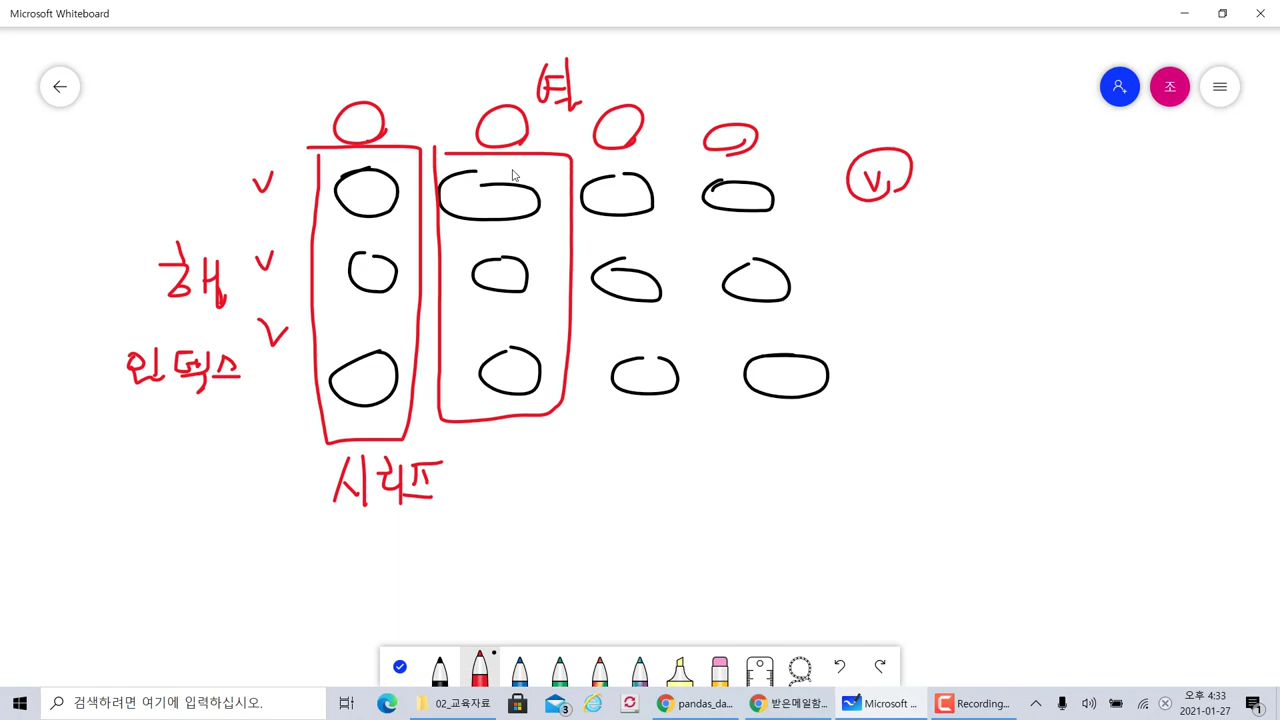 Microsoft Whiteboard
조
열
v
v
행
v
인덱스
v,
시리즈
검색하려면 여기에 입력하십시오.
02_교육자료
3
pandas_da...
받은메일함...
Microsoft ...
Recording...
오후 4:33
2021-01-27
1